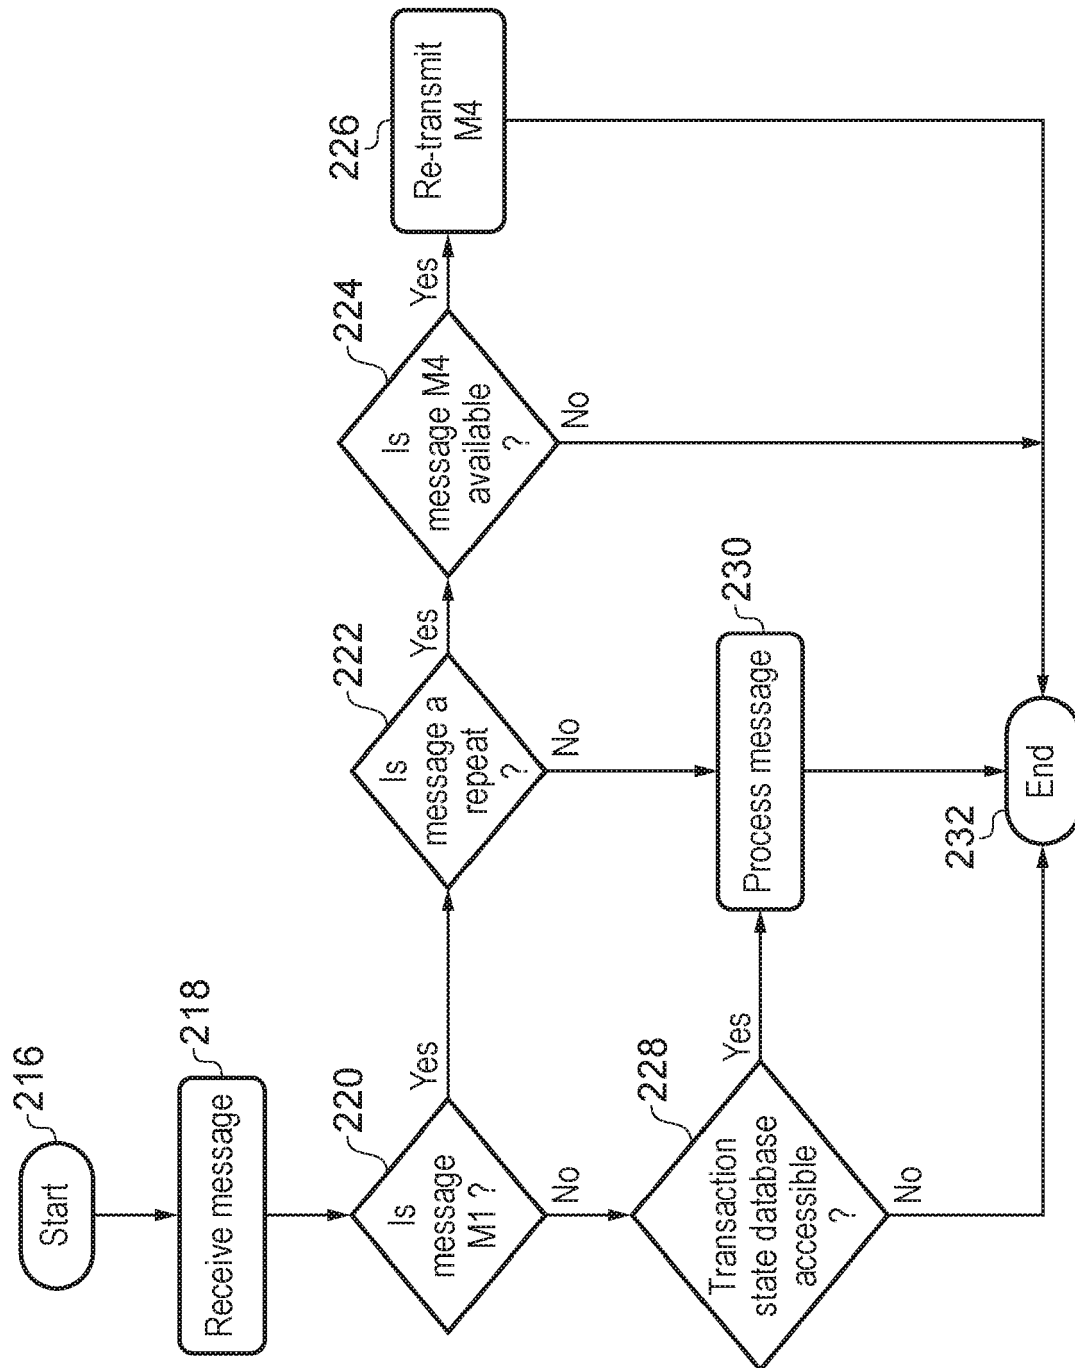 216
Start
218
Receive message
220
Is
message
M1 ?
Yes
No
222
Is
message a
repeat
?
Yes
No
224
Is
message M4
available
?
Yes
No
226
Re-transmit
M4
228
Transaction
state database
accessible
?
Yes
No
230
Process message
232
End